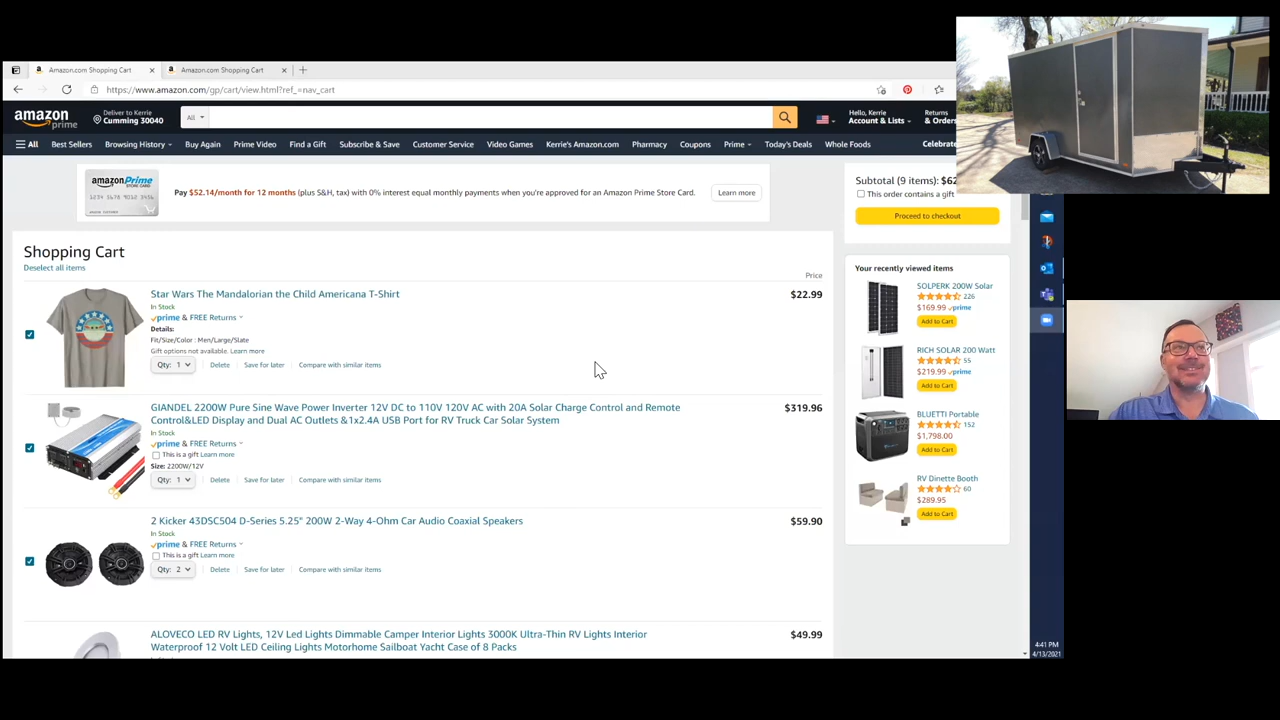 Amazon.com Shopping Cart
Amazon.com Shopping Cart
https://www.amazon.com/gp/cart/view.html?ref_=nav_cart
amazon prime
Deliver to Kerrie
Cumming 30040
All
Hello, Kerrie
Account & Lists
Returns
& Orders
All Best Sellers Browsing History Buy Again Prime Video Find a Gift Subscribe & Save Customer Service Video Games Kerrie's Amazon.com Pharmacy Coupons Prime Today's Deals Whole Foods
amazonPrime
STORE CARD
Pay $52.14/month for 12 months (plus S&H, tax) with 0% interest equal monthly payments when you're approved for an Amazon Prime Store Card.
Learn more
Subtotal (9 items): $62
This order contains a gift
Proceed to checkout
Shopping Cart
Deselect all items
Price
Star Wars The Mandalorian the Child Americana T-Shirt
$22.99
In Stock
prime & FREE Returns
Details:
Fit/Size/Color : Men/Large/Slate
Gift options not available. Learn more
Qty: 1 Delete Save for later Compare with similar items
GIANDEL 2200W Pure Sine Wave Power Inverter 12V DC to 110V 120V AC with 20A Solar Charge Control and Remote
$319.96
Control&LED Display and Dual AC Outlets &1x2.4A USB Port for RV Truck Car Solar System
In Stock
prime & FREE Returns
This is a gift Learn more
Size: 2200W/12V
Qty: 1 Delete Save for later Compare with similar items
2 Kicker 43DSC504 D-Series 5.25" 200W 2-Way 4-Ohm Car Audio Coaxial Speakers
$59.90
In Stock
prime & FREE Returns
This is a gift Learn more
Qty: 2 Delete Save for later Compare with similar items
ALOVECO LED RV Lights, 12V Led Lights Dimmable Camper Interior Lights 3000K Ultra-Thin RV Lights Interior
$49.99
Waterproof 12 Volt LED Ceiling Lights Motorhome Sailboat Yacht Case of 8 Packs
Your recently viewed items
SOLPERK 200W Solar
226
$169.99 prime
Add to Cart
RICH SOLAR 200 Watt
55
$219.99 prime
Add to Cart
BLUETTI Portable
152
$1,798.00
Add to Cart
RV Dinette Booth
60
$289.95
Add to Cart
4:41 PM
4/13/2021